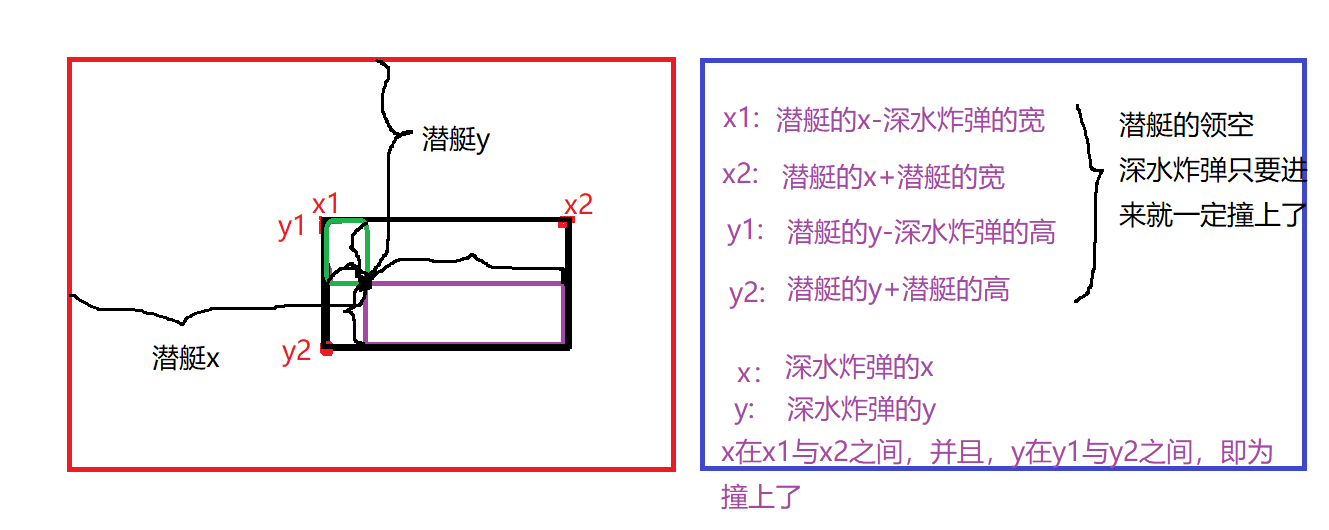 潜艇y
x1
x2
y1
y2
潜艇x
x1: 潜艇的x-深水炸弹的宽
x2: 潜艇的x+潜艇的宽
y1: 潜艇的y-深水炸弹的高
y2: 潜艇的y+潜艇的高
潜艇的领空
深水炸弹只要进
来就一定撞上了
x: 深水炸弹的x
y: 深水炸弹的y
x在x1与x2之间，并且，y在y1与y2之间，即为
撞上了